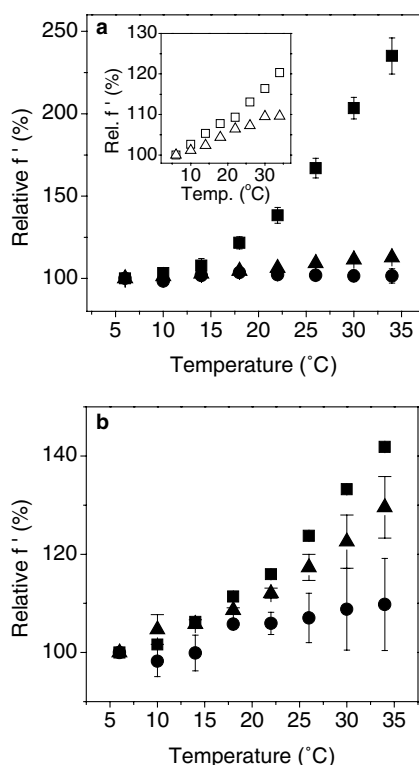 a
250
200
150
100
Relative f ' (%)
130
120
110
100
Rel. f ' (%)
10 20 30
Temp. (°C)
5 10 15 20 25 30 35
Temperature (˚C)
b
140
120
100
Relative f ' (%)
5 10 15 20 25 30 35
Temperature (˚C)